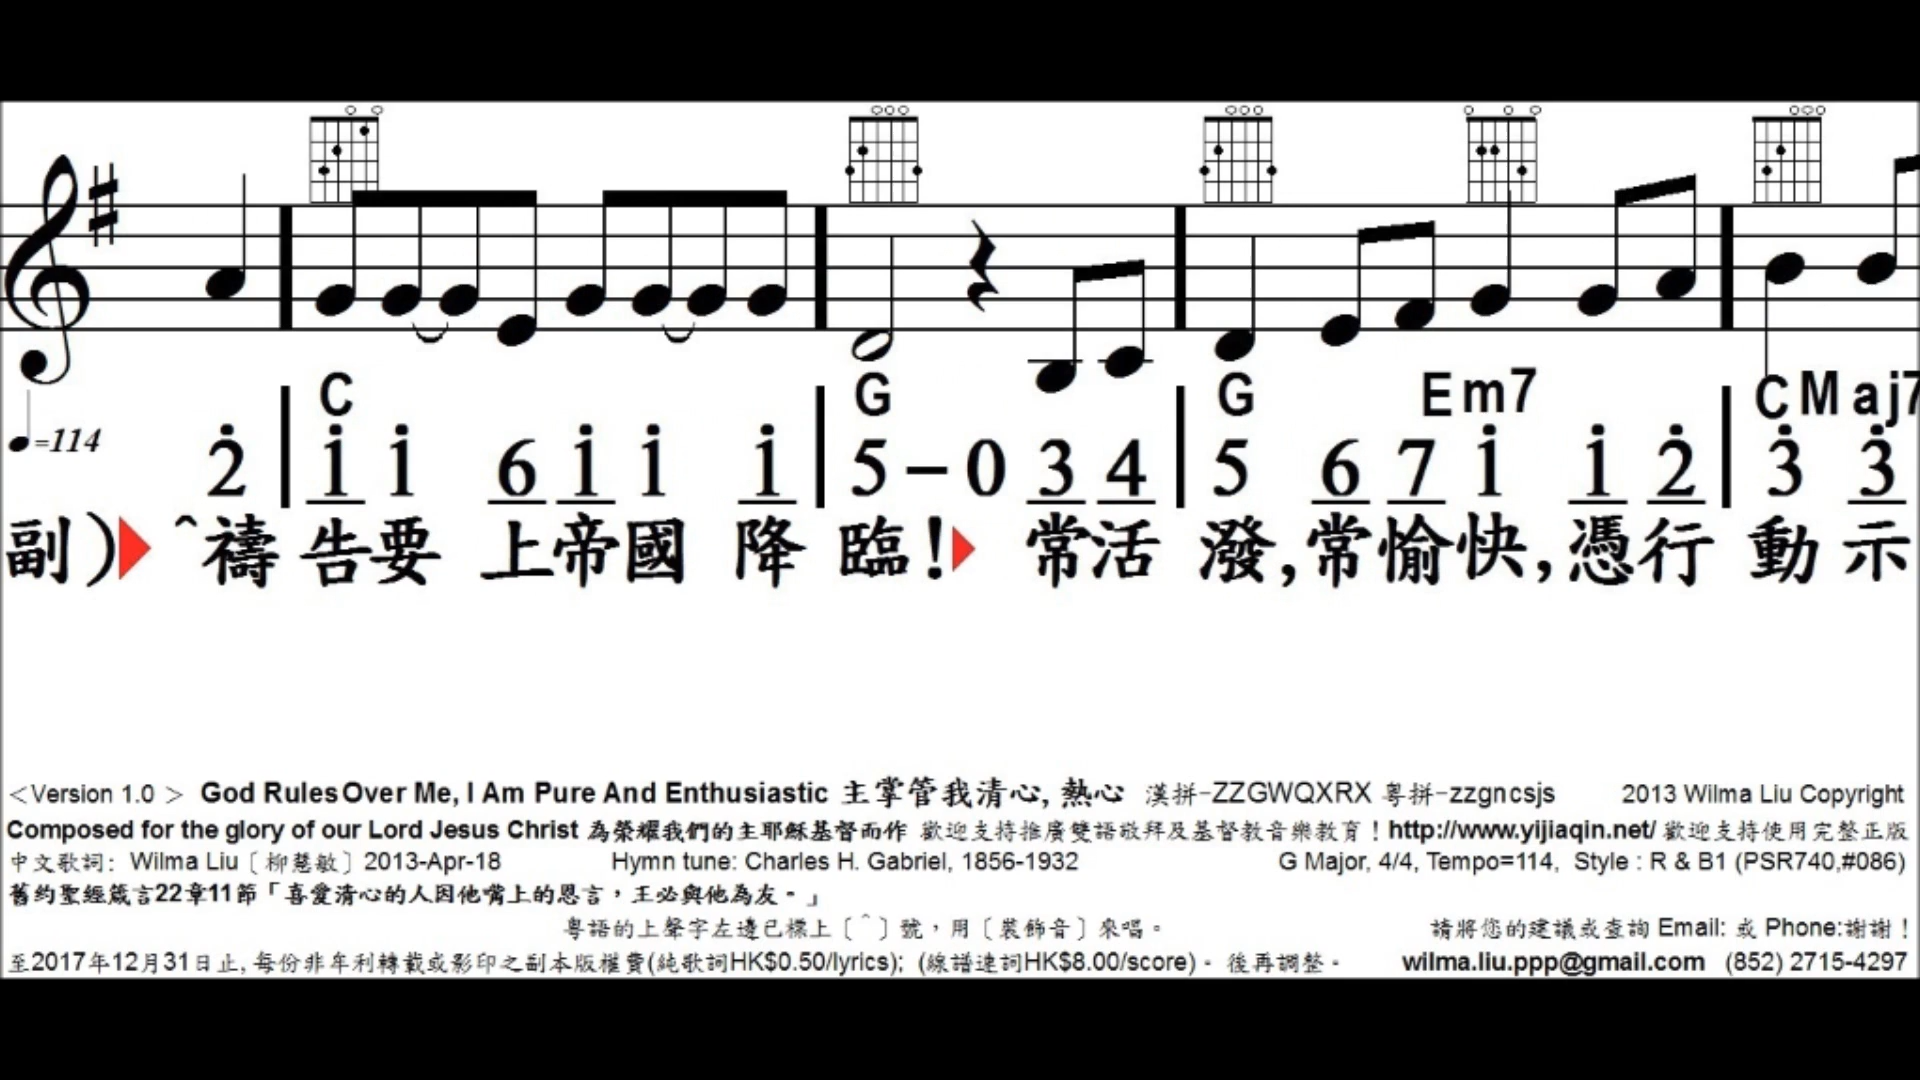 C G G Em7 CMaj7
=114 2 | 1 1 6 1 1 1 | 5 – 0 3 4 | 5 6 7 1 1 2 | 3 3
副) ^禱告要上帝國降臨! 常活潑,常愉快,憑行動示
<Version 1.0 > God Rules Over Me, I Am Pure And Enthusiastic 主掌管我清心, 熱心 漢拼-ZZGWQXRX 粵拼-zzgncsjs 2013 Wilma Liu Copyright
Composed for the glory of our Lord Jesus Christ 為榮耀我們的主耶穌基督而作 歡迎支持推廣雙語敬拜及基督教音樂教育！http://www.yijiaqin.net/ 歡迎支持使用完整正版
中文歌詞：Wilma Liu〔柳慧敏〕2013-Apr-18 Hymn tune: Charles H. Gabriel, 1856-1932 G Major, 4/4, Tempo=114, Style : R & B1 (PSR740,#086)
舊約聖經箴言22章11節「喜愛清心的人因他嘴上的恩言，王必與他為友。」
粵語的上聲字左邊已標上〔^〕號，用〔裝飾音〕來唱。 請將您的建議或查詢 Email: 或 Phone:謝謝！
至2017年12月31日止, 每份非牟利轉載或影印之副本版權費(純歌詞HK$0.50/lyrics); (線譜連詞HK$8.00/score)。後再調整。 wilma.liu.ppp@gmail.com (852) 2715-4297